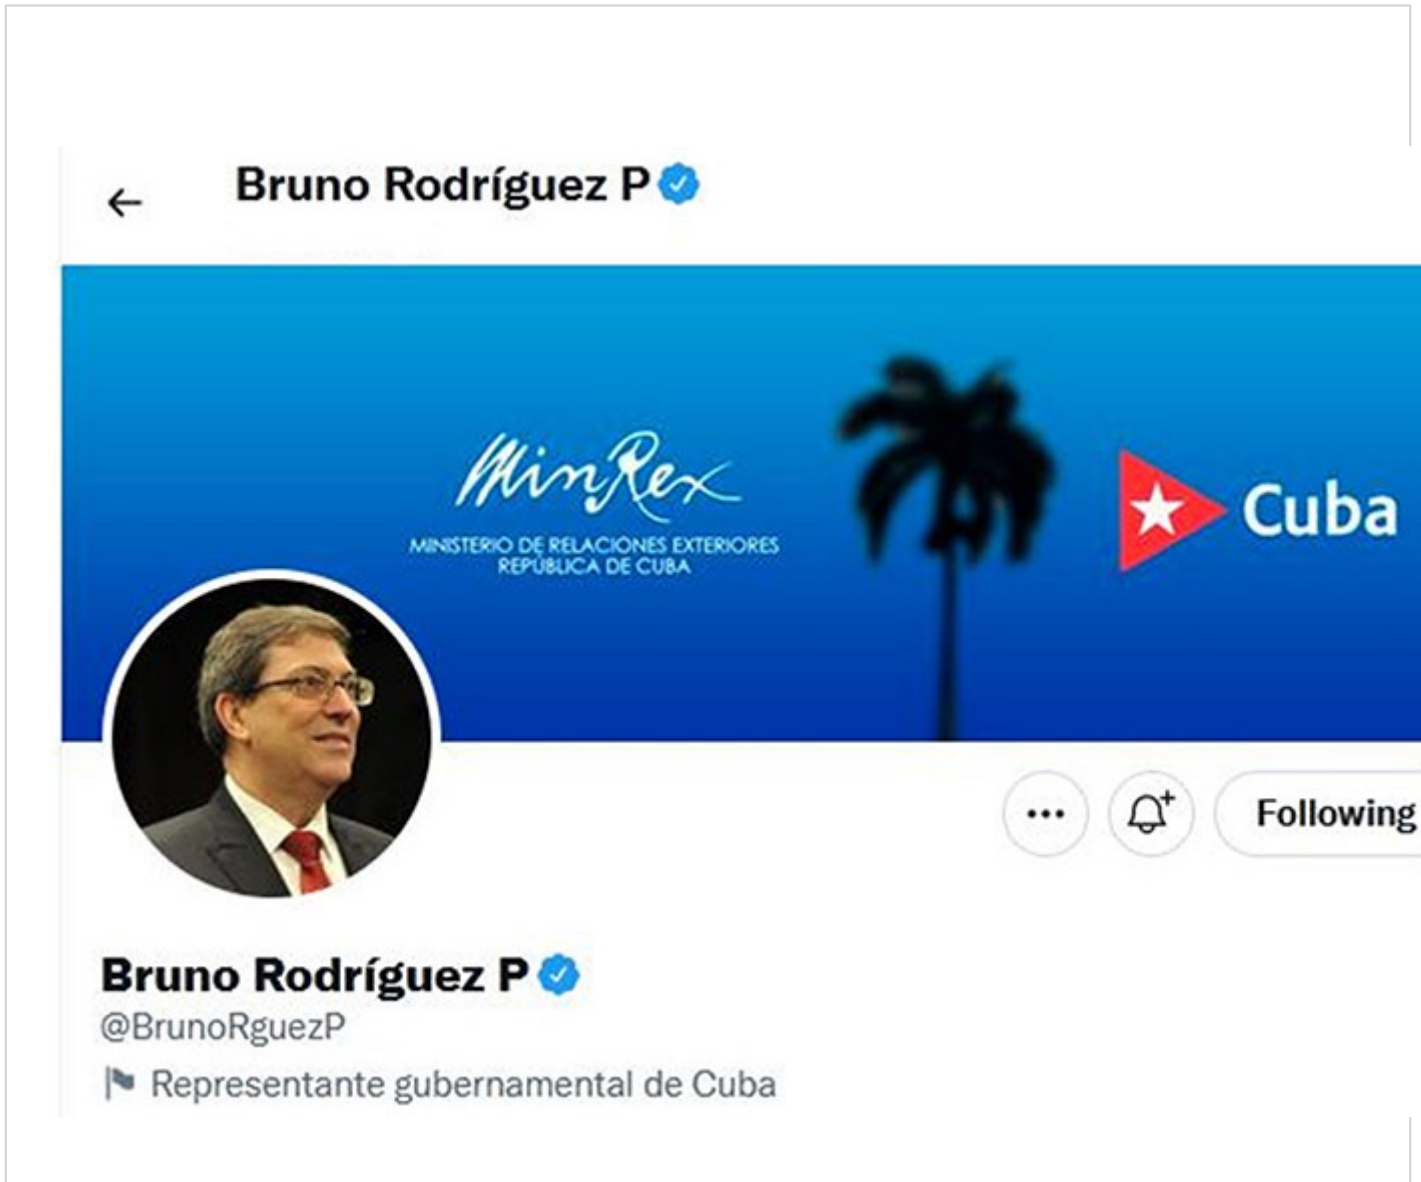 Bruno Rodríguez P
MinRex
MINISTERIO DE RELACIONES EXTERIORES
REPÚBLICA DE CUBA
Cuba
Following
Bruno Rodríguez P
@BrunoRguezP
Representante gubernamental de Cuba